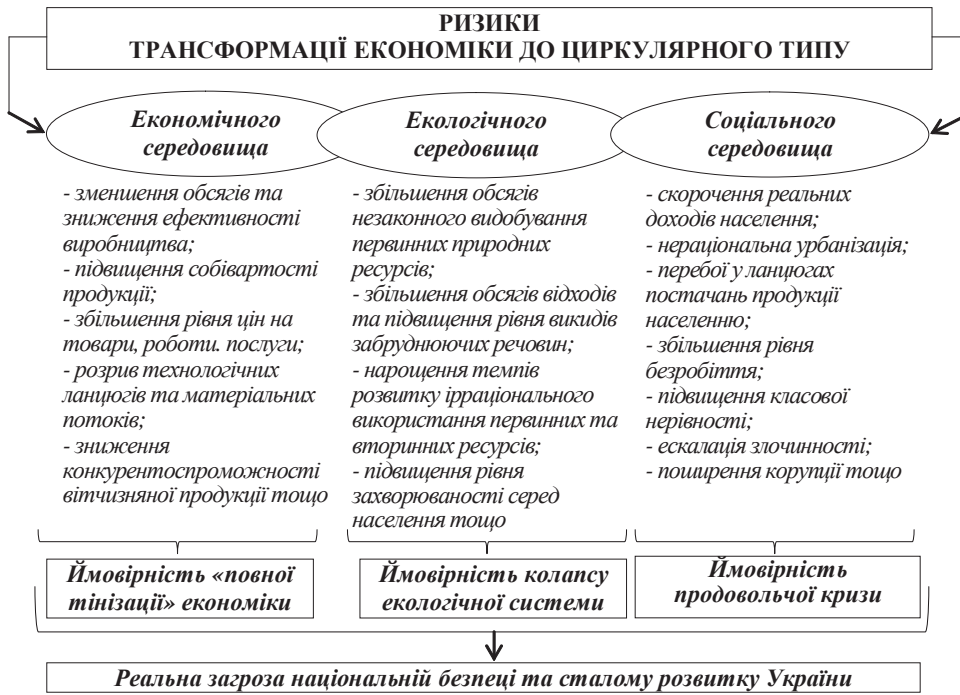 РИЗИКИ
ТРАНСФОРМАЦІЇ ЕКОНОМІКИ ДО ЦИРКУЛЯРНОГО ТИПУ
Економічного
середовища
- зменшення обсягів та
зниження ефективності
виробництва;
- підвищення собівартості
продукції;
- збільшення рівня цін на
товари, роботи. послуги;
- розрив технологічних
ланцюгів та матеріальних
потоків;
- зниження
конкурентоспроможності
вітчизняної продукції тощо
Ймовірність «повної
тінізації» економіки
Екологічного
середовища
- збільшення обсягів
незаконного видобування
первинних природних
ресурсів;
- збільшення обсягів відходів
та підвищення рівня викидів
забруднюючих речовин;
- нарощення темпів
розвитку ірраціонального
використання первинних та
вторинних ресурсів;
- підвищення рівня
захворюваності серед
населення тощо
Ймовірність колапсу
екологічної системи
Соціального
середовища
- скорочення реальних
доходів населення;
- нераціональна урбанізація;
- перебої у ланцюгах
постачань продукції
населенню;
- збільшення рівня
безробіття;
- підвищення класової
нерівності;
- ескалація злочинності;
- поширення корупції тощо
Ймовірність
продовольчої кризи
Реальна загроза національній безпеці та сталому розвитку України